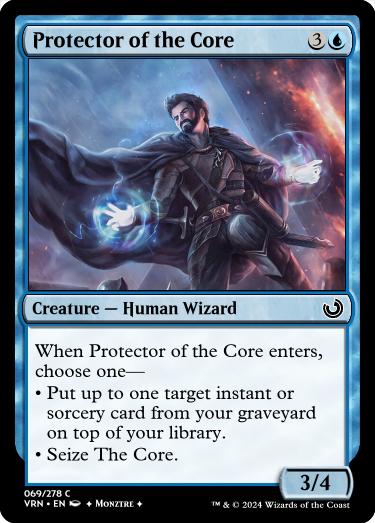 Protector of the Core 3
Creature — Human Wizard
When Protector of the Core enters,
choose one—
• Put up to one target instant or
sorcery card from your graveyard
on top of your library.
• Seize The Core.
3/4
069/278 C
VRN • EN Monztre
™ & © 2024 Wizards of the Coast